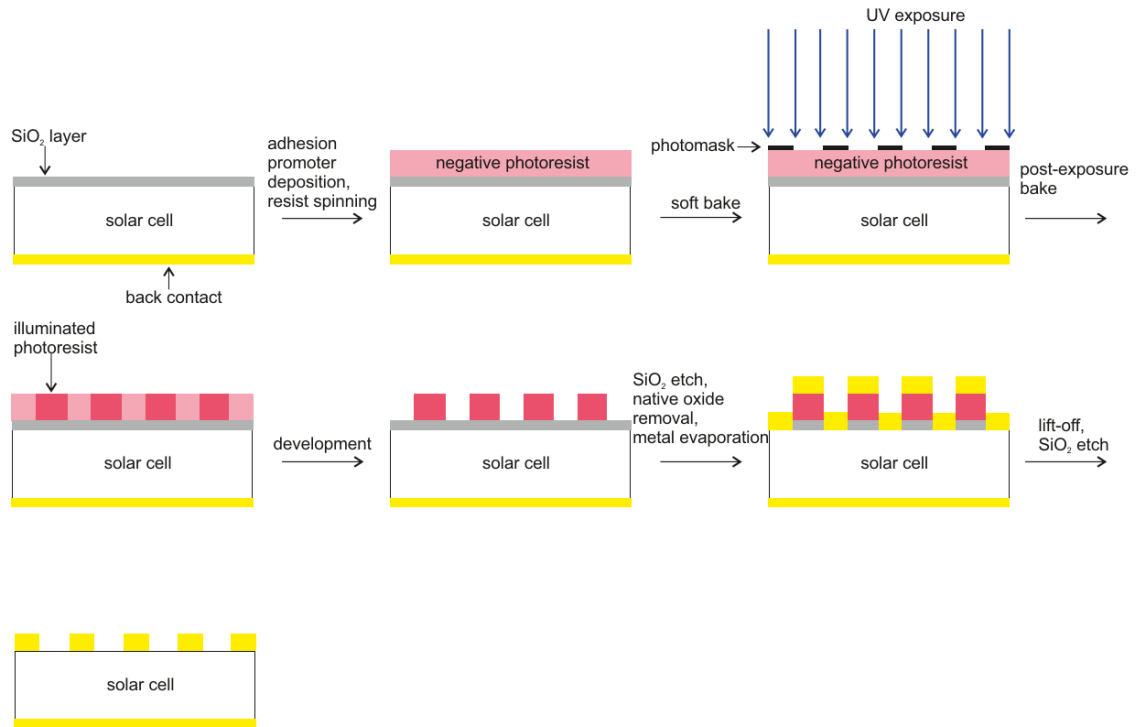 UV exposure
SiO₂ layer
adhesion
promoter
deposition,
resist spinning
negative photoresist
solar cell
solar cell
back contact
soft bake
photomask
negative photoresist
solar cell
post-exposure
bake
illuminated
photoresist
solar cell
development
solar cell
SiO₂ etch,
native oxide
removal,
metal evaporation
solar cell
lift-off,
SiO₂ etch
solar cell